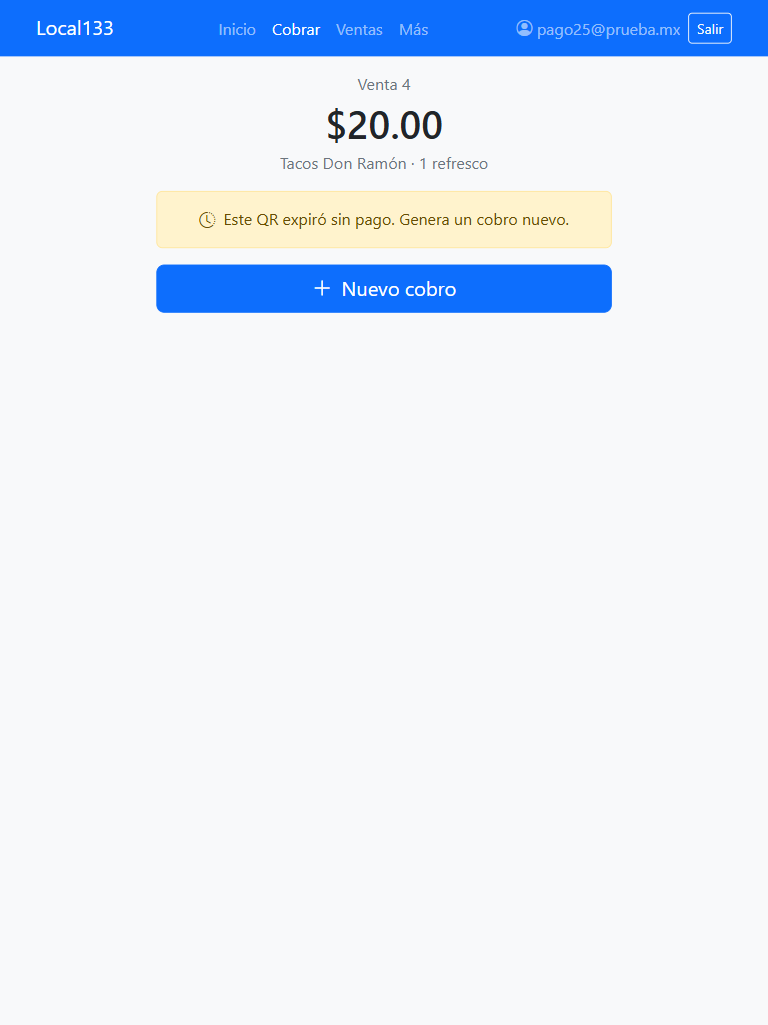 Local133 Inicio Cobrar Ventas Más pago25@prueba.mx Salir
Venta 4
$20.00
Tacos Don Ramón · 1 refresco
Este QR expiró sin pago. Genera un cobro nuevo.
Nuevo cobro